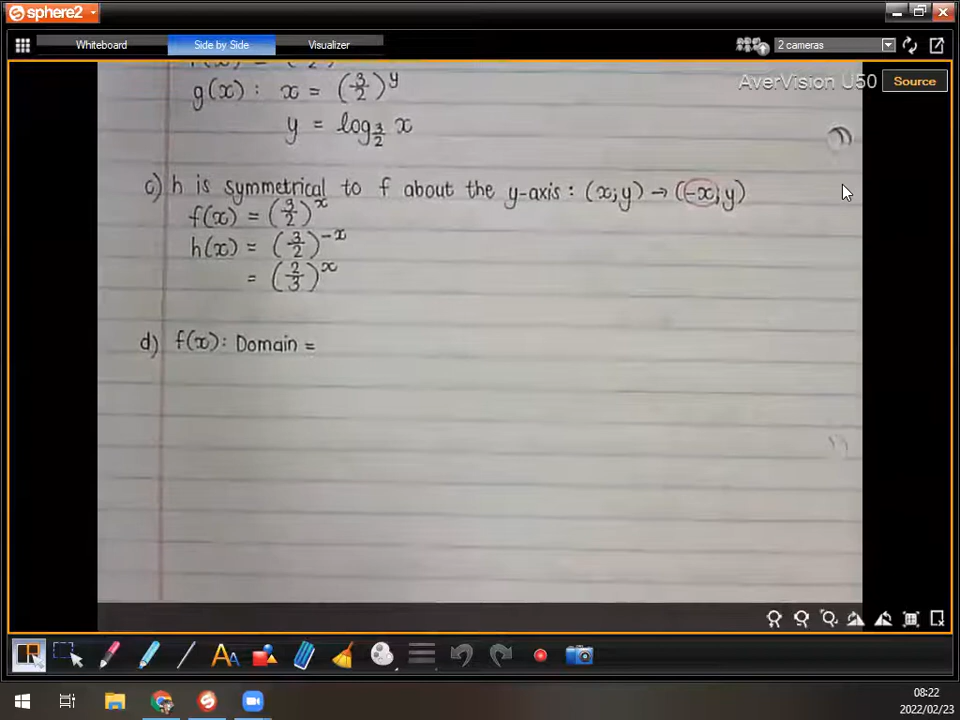 sphere2
Whiteboard Side by Side Visualizer 2 cameras
AverVision U50 Source
g(x): x = (3/2)^y
y = log_{3/2} x
c) h is symmetrical to f about the y-axis: (x;y) → (-x;y)
f(x) = (3/2)^x
h(x) = (3/2)^{-x}
= (2/3)^x
d) f(x): Domain =
08:22
2022/02/23